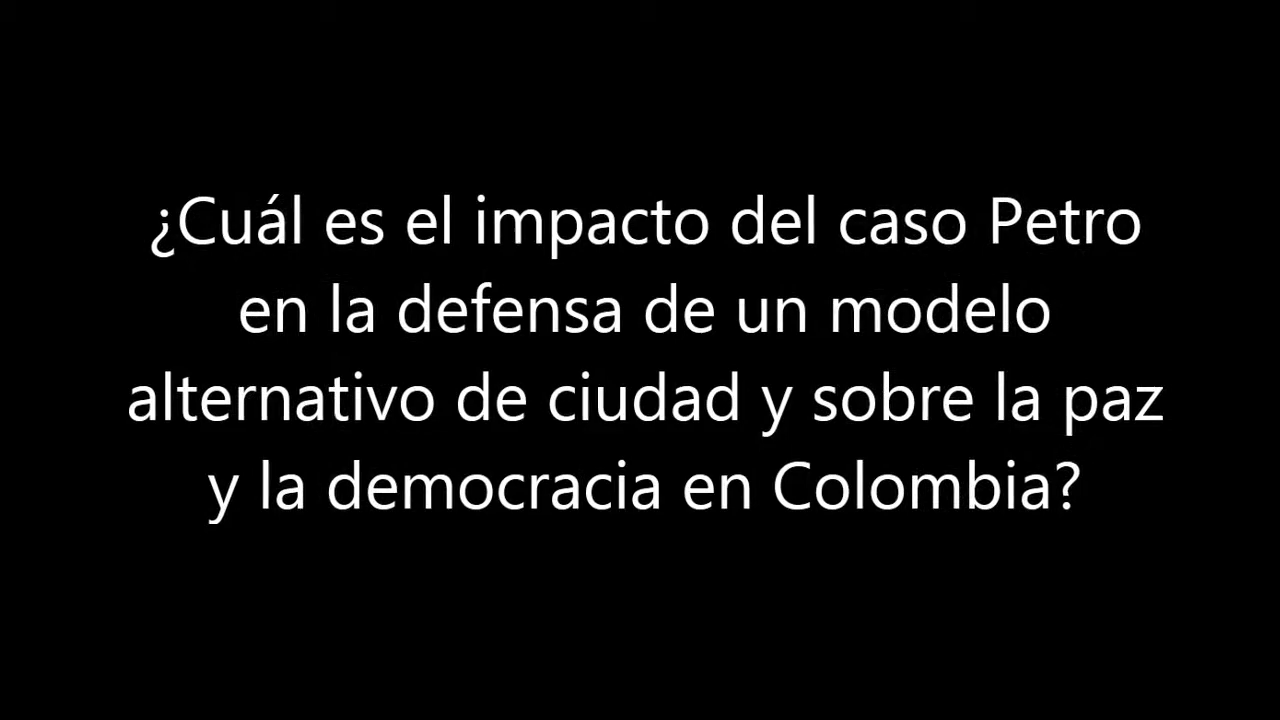 ¿Cuál es el impacto del caso Petro
en la defensa de un modelo
alternativo de ciudad y sobre la paz
y la democracia en Colombia?